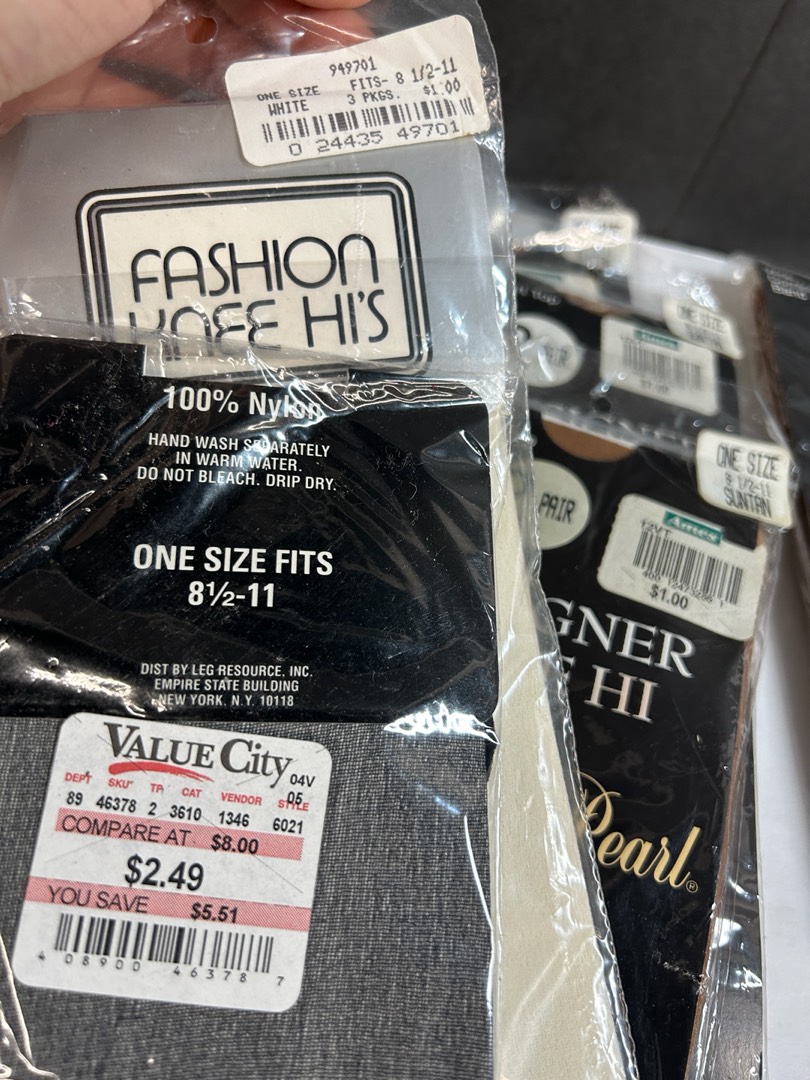 949701
ONE SIZE FITS- 8 1/2-11
WHITE 3 PKGS. $1.00
0 24435 49701
FASHION
KNEE HI'S
100% Nylon
HAND WASH SEPARATELY
IN WARM WATER.
DO NOT BLEACH. DRIP DRY.
ONE SIZE FITS
8½-11
DIST BY LEG RESOURCE, INC.
EMPIRE STATE BUILDING
NEW YORK, N.Y. 10118
VALUE CITY
04V
05
DEPT SKU TP CAT VENDOR STYLE
89 46378 2 3610 1346 6021
COMPARE AT $8.00
$2.49
YOU SAVE $5.51
4 08900 46378 7
ONE SIZE
Ames
ONE SIZE
8 1/2-11
SUNTAN
PAIR
Ames
$1.00
GNER
HI
Pearl®